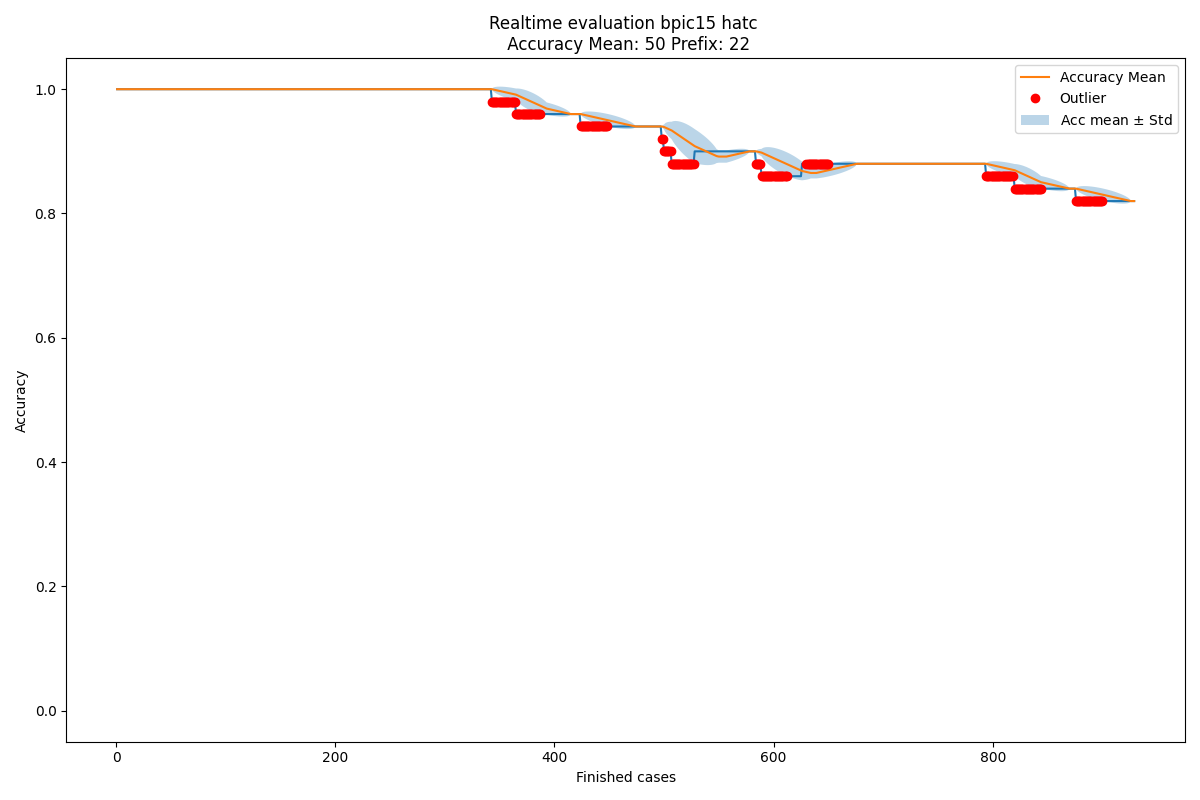 Realtime evaluation bpic15 hatc
Accuracy Mean: 50 Prefix: 22
Accuracy Mean
Outlier
Acc mean ± Std
1.0
0.8
0.6
0.4
0.2
0.0
Accuracy
0
200
400
600
800
Finished cases